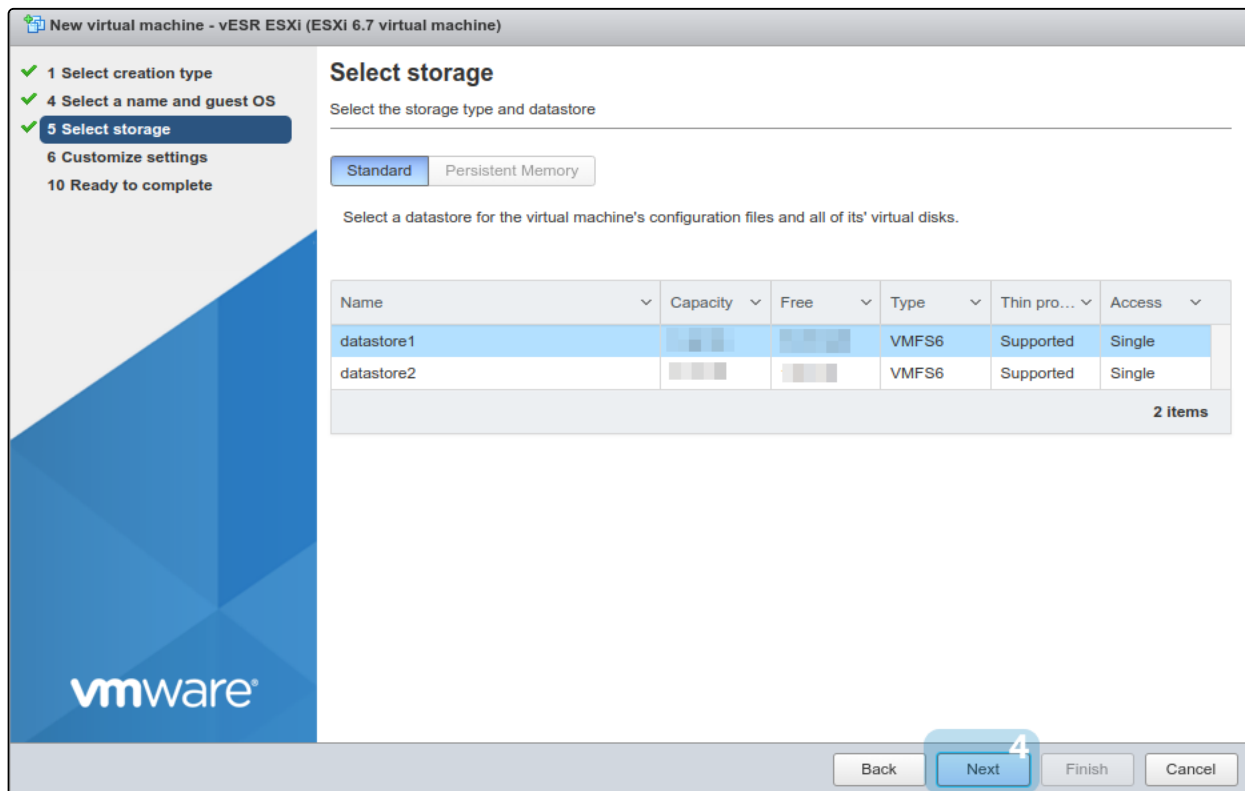 New virtual machine - vESR ESXi (ESXi 6.7 virtual machine)
1 Select creation type
4 Select a name and guest OS
5 Select storage
6 Customize settings
10 Ready to complete
vmware®
Select storage
Select the storage type and datastore
Standard Persistent Memory
Select a datastore for the virtual machine's configuration files and all of its' virtual disks.
Name Capacity Free Type Thin pro... Access
datastore1 VMFS6 Supported Single
datastore2 VMFS6 Supported Single
2 items
4
Back Next Finish Cancel